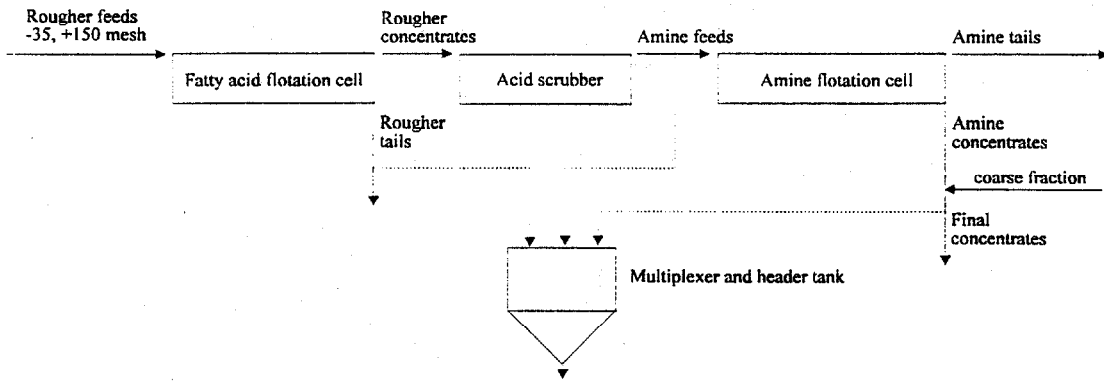 Rougher feeds
-35, +150 mesh
Rougher
concentrates
Amine feeds
Amine tails
Fatty acid flotation cell
Acid scrubber
Amine flotation cell
Rougher
tails
Amine
concentrates
coarse fraction
Final
concentrates
Multiplexer and header tank